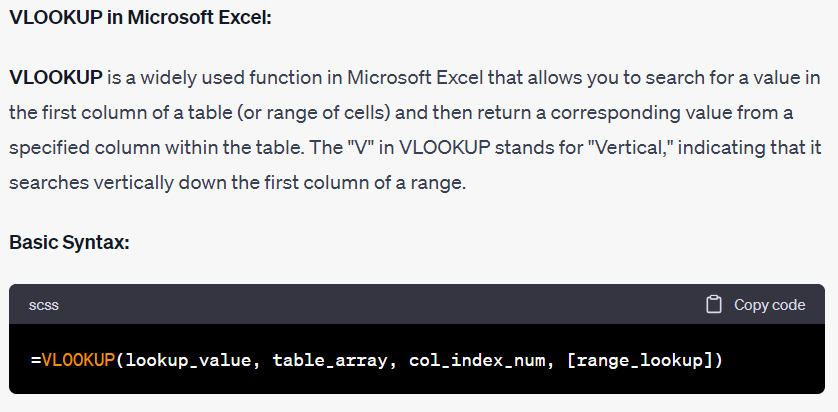 VLOOKUP in Microsoft Excel:
VLOOKUP is a widely used function in Microsoft Excel that allows you to search for a value in
the first column of a table (or range of cells) and then return a corresponding value from a
specified column within the table. The "V" in VLOOKUP stands for "Vertical," indicating that it
searches vertically down the first column of a range.
Basic Syntax:
scss Copy code
=VLOOKUP(lookup_value, table_array, col_index_num, [range_lookup])